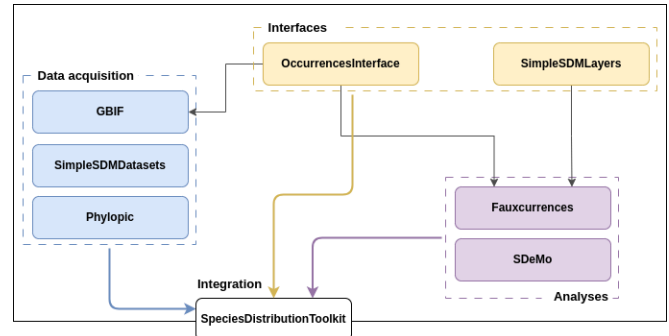 Interfaces
OccurrencesInterface
SimpleSDMLayers
Data acquisition
GBIF
SimpleSDMDatasets
Phylopic
Fauxcurrences
SDeMo
Analyses
Integration
SpeciesDistributionToolkit